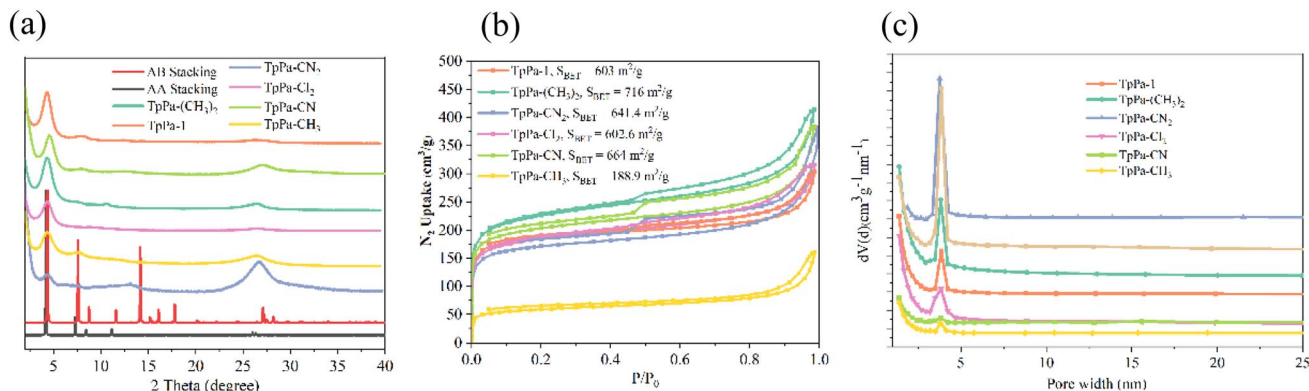 (a)
AB Stacking
AA Stacking
TpPa-(CH3)2
TpPa-1
TpPa-CN2
TpPa-Cl2
TpPa-CN
TpPa-CH3
5
10
15
20
25
30
35
40
2 Theta (degree)
(b)
N2 Uptake (cm3/g)
500
450
400
350
300
250
200
150
100
50
0
TpPa-1, SBET 603 m2/g
TpPa-(CH3)2, SBET = 716 m2/g
TpPa-CN2, SBET 641.4 m2/g
TpPa-Cl2, SBET = 602.6 m2/g
TpPa-CN, SBET = 664 m2/g
TpPa-CH3, SBET 188.9 m2/g
0.0
0.2
0.4
0.6
0.8
1.0
P/P0
(c)
dV(d)(cm3g-1nm-1)
TpPa-1
TpPa-(CH3)2
TpPa-CN2
TpPa-CN
TpPa-CH3
5
10
15
20
25
Pore width (nm)